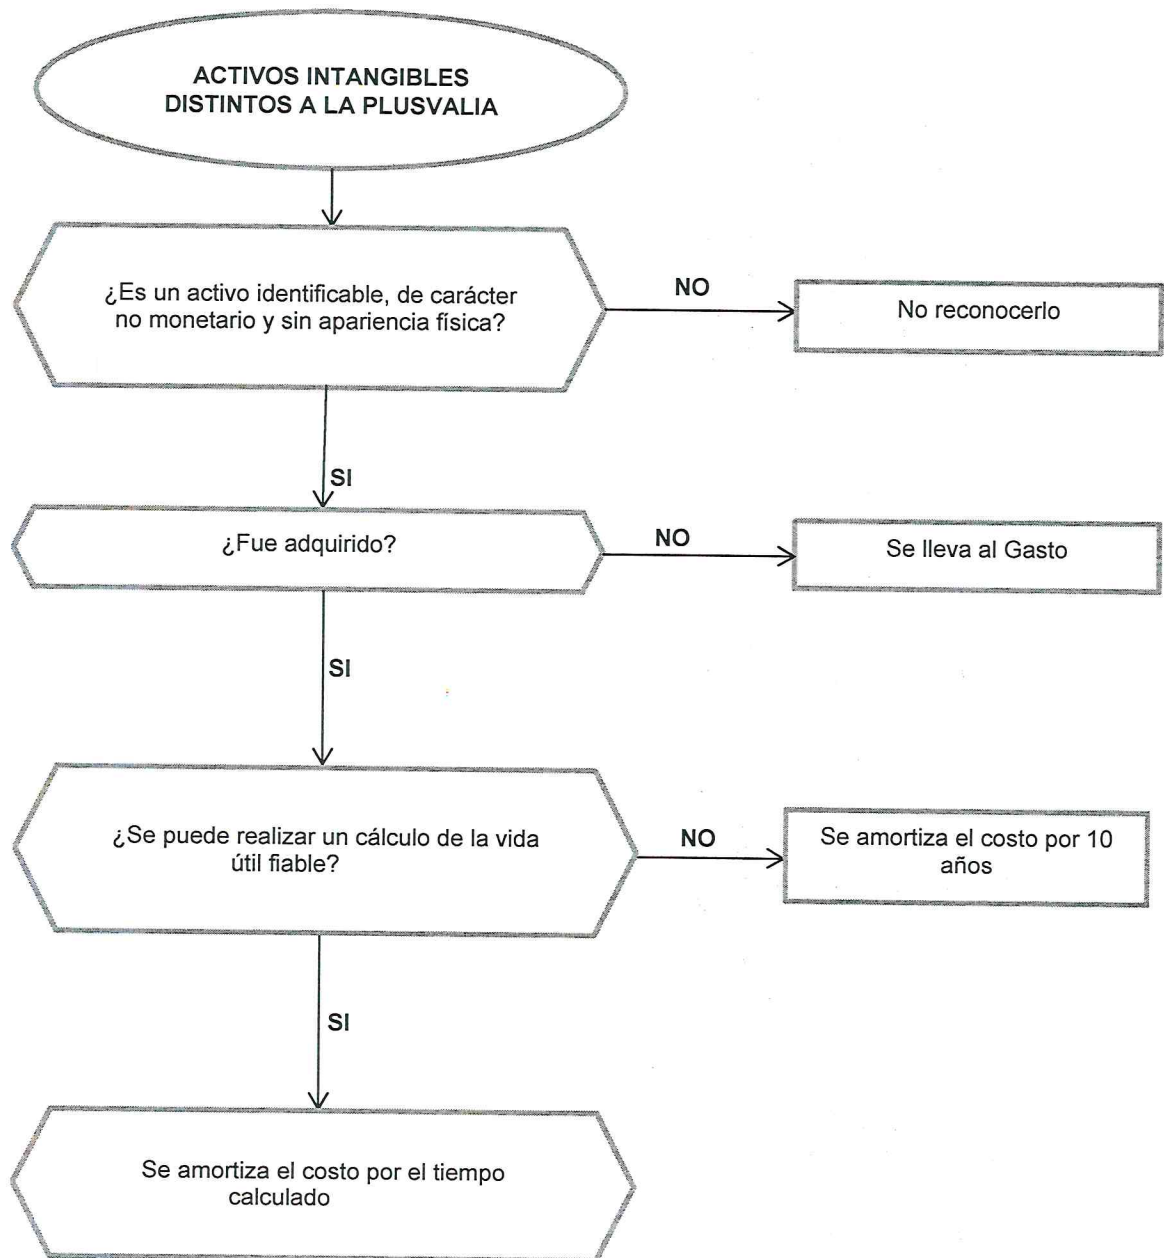 ACTIVOS INTANGIBLES
DISTINTOS A LA PLUSVALIA
¿Es un activo identificable, de carácter
no monetario y sin apariencia física?
NO
No reconocerlo
SI
¿Fue adquirido?
NO
Se lleva al Gasto
SI
¿Se puede realizar un cálculo de la vida
útil fiable?
NO
Se amortiza el costo por 10
años
SI
Se amortiza el costo por el tiempo
calculado